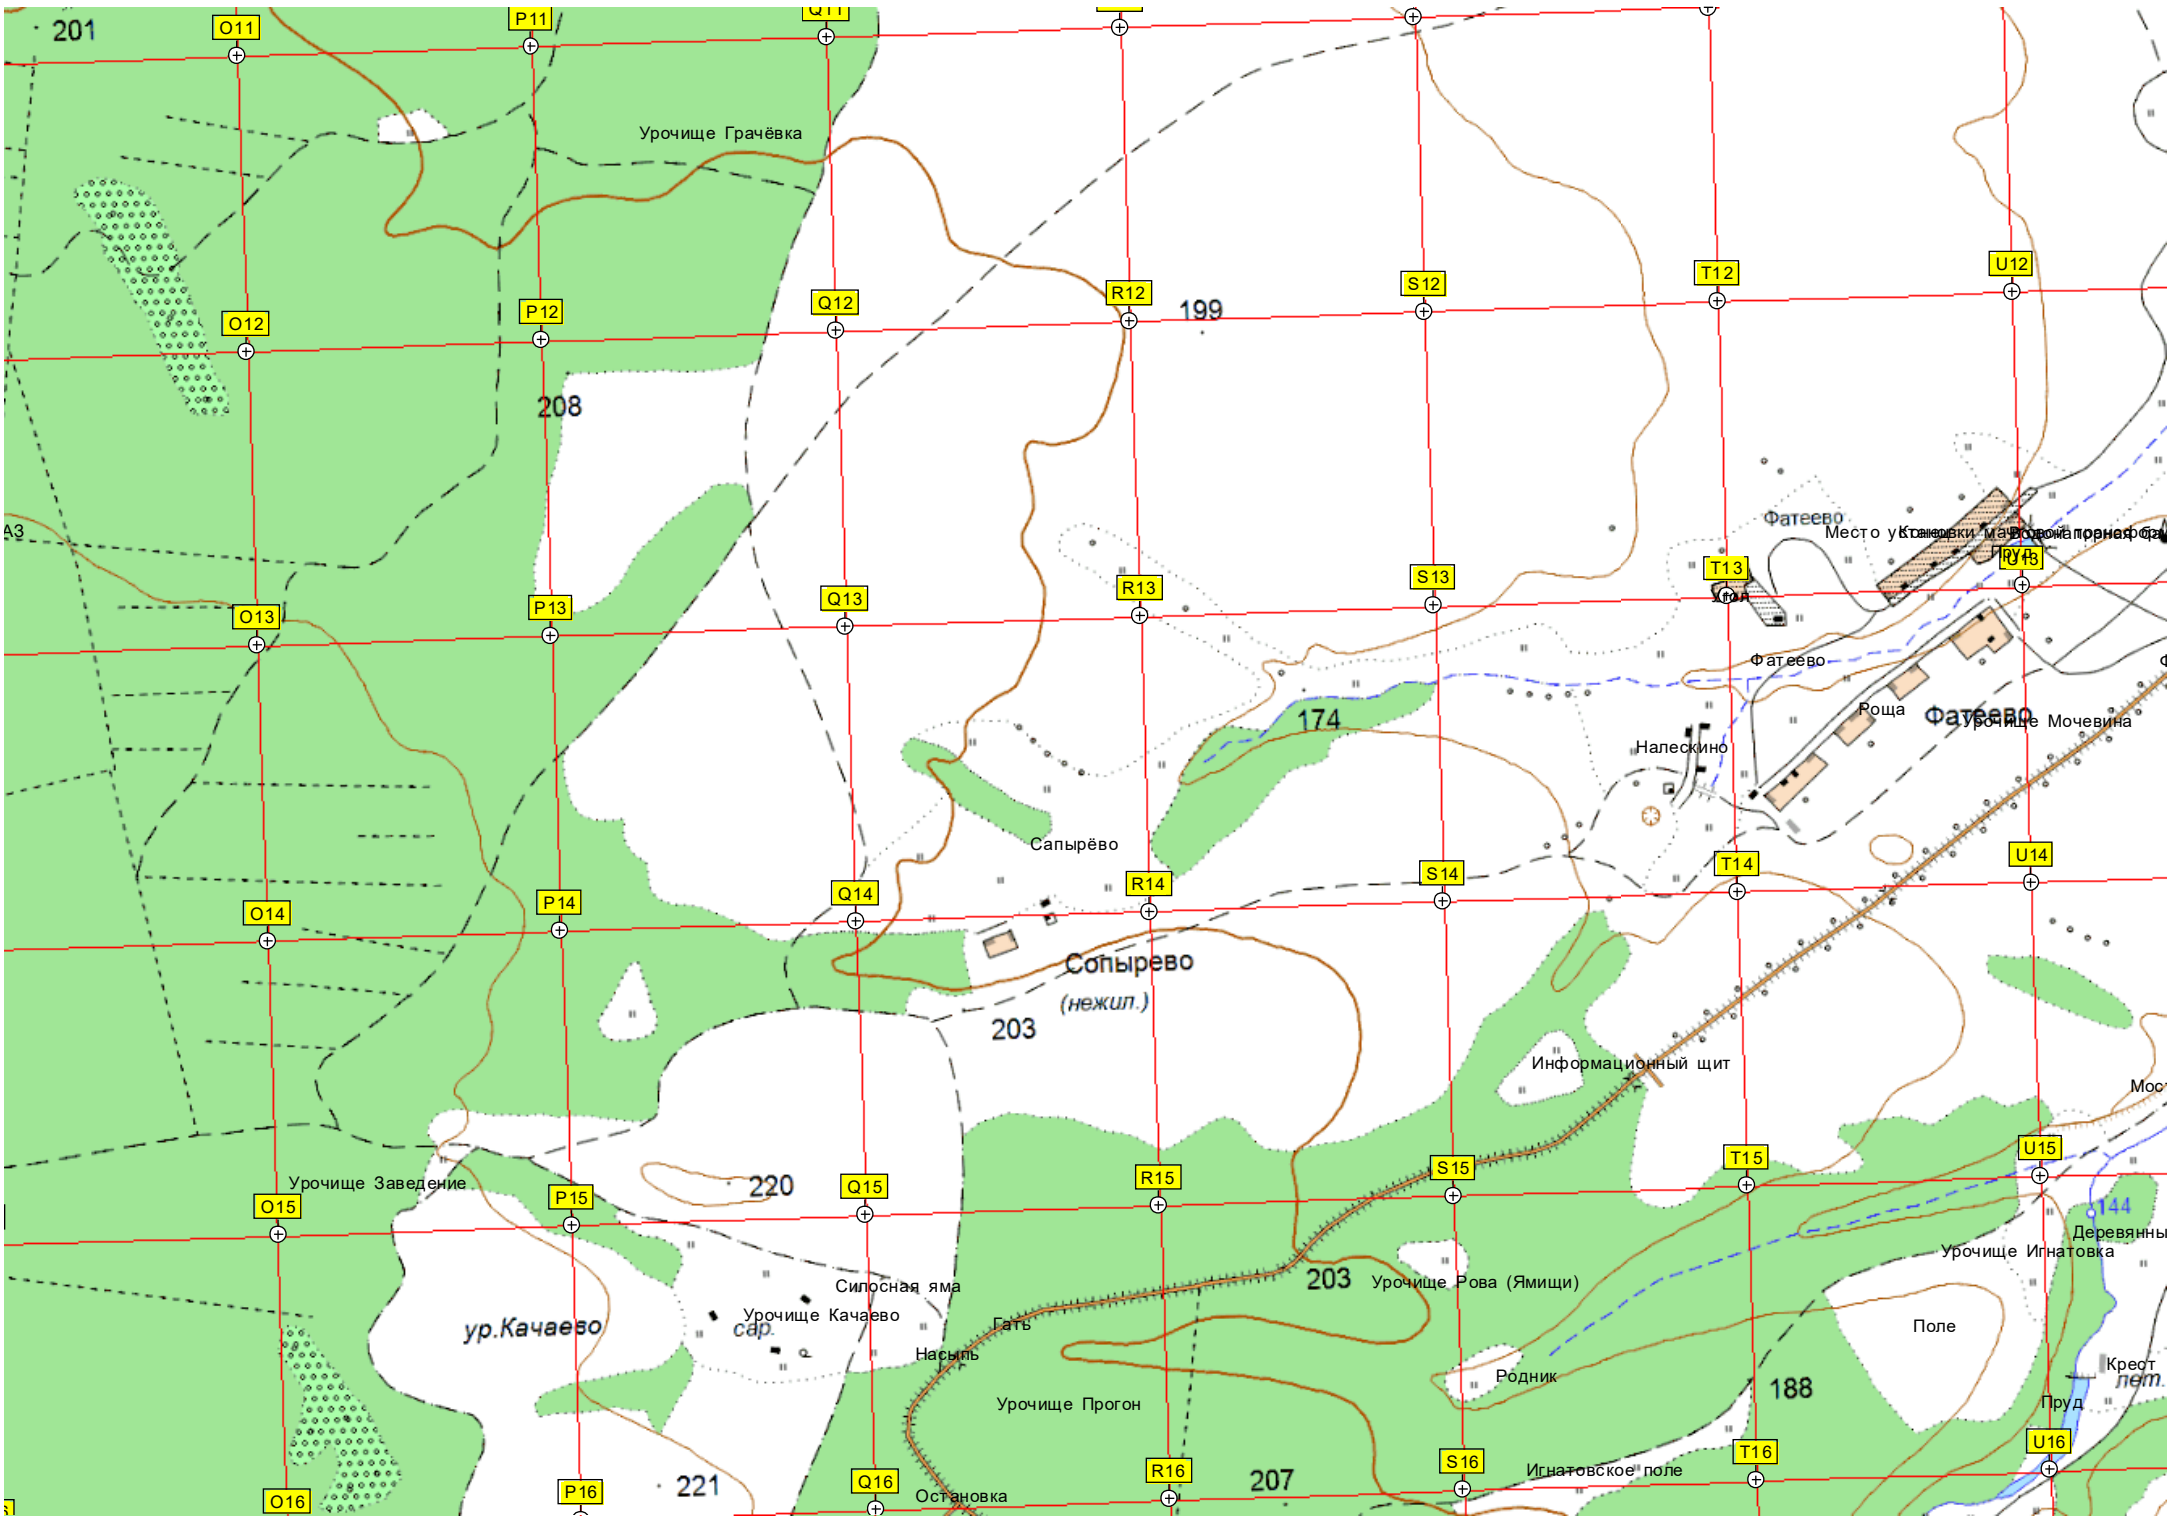 201
O11
P11
Q11
Урочище Грачёвка
O12
P12
Q12
R12
199
S12
T12
U12
208
А3
Фатеево
Место установки
O13
P13
Q13
R13
S13
T13
Угол
Пруд
U13
Фатеево
174
Роща
Фатеево
Урочище Мочевина
Налескино
Сапырёво
O14
P14
Q14
R14
S14
T14
U14
Сопырево
(нежил.)
203
Информационный щит
Урочище Заведение
O15
P15
220
Q15
R15
S15
T15
U15
144
Урочище Игнатовка
Силосная яма
Урочище Качаево
ур.Качаево
сар.
203
Урочище Рова (Ямищи)
Гать
Насыпь
Поле
Родник
188
Крест
лет.
Пруд
Урочище Прогон
O16
P16
221
Q16
Остановка
R16
207
S16
Игнатовское поле
T16
U16